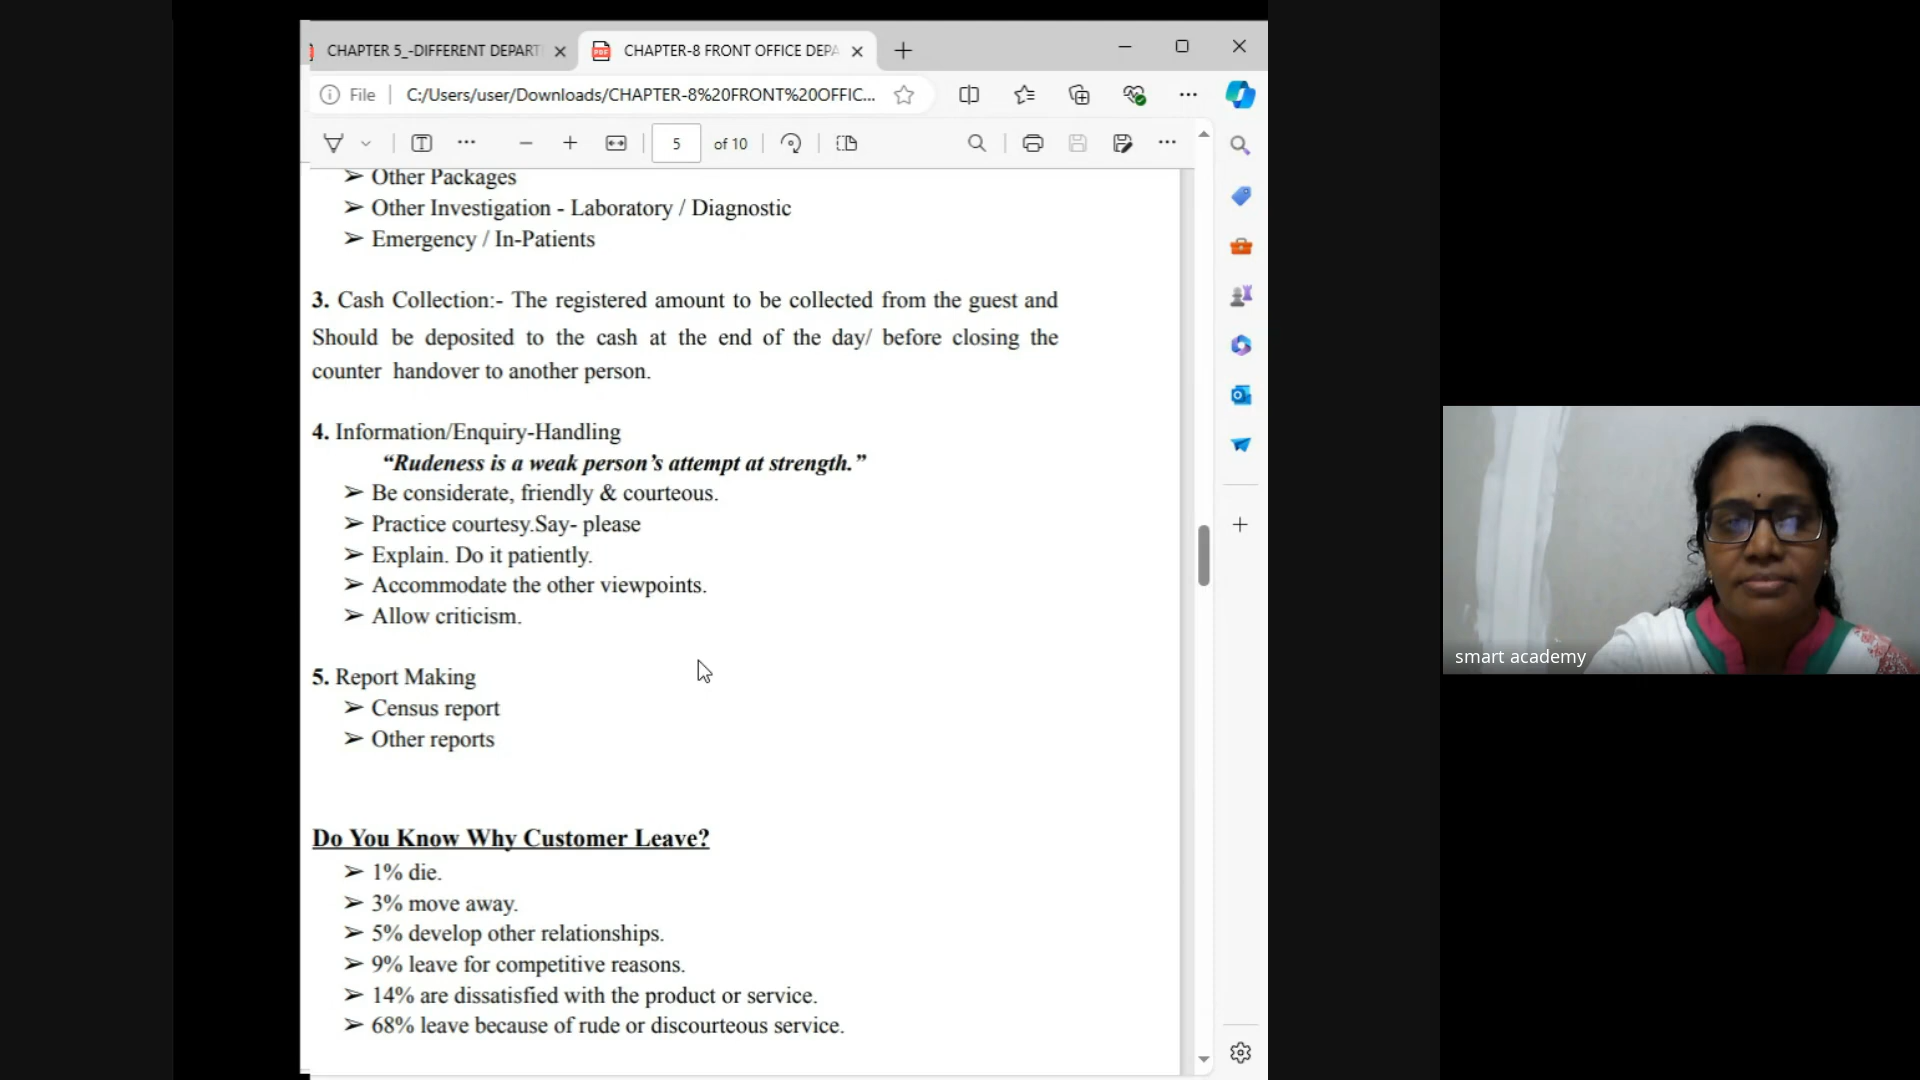 CHAPTER 5_-DIFFERENT DEPART
CHAPTER-8 FRONT OFFICE DEPA
File
C:/Users/user/Downloads/CHAPTER-8%20FRONT%20OFFIC...
5 of 10
➢ Other Packages
➢ Other Investigation - Laboratory / Diagnostic
➢ Emergency / In-Patients
3. Cash Collection:- The registered amount to be collected from the guest and
Should be deposited to the cash at the end of the day/ before closing the
counter handover to another person.
4. Information/Enquiry-Handling
“Rudeness is a weak person’s attempt at strength.”
➢ Be considerate, friendly & courteous.
➢ Practice courtesy.Say- please
➢ Explain. Do it patiently.
➢ Accommodate the other viewpoints.
➢ Allow criticism.
5. Report Making
➢ Census report
➢ Other reports
Do You Know Why Customer Leave?
➢ 1% die.
➢ 3% move away.
➢ 5% develop other relationships.
➢ 9% leave for competitive reasons.
➢ 14% are dissatisfied with the product or service.
➢ 68% leave because of rude or discourteous service.
smart academy